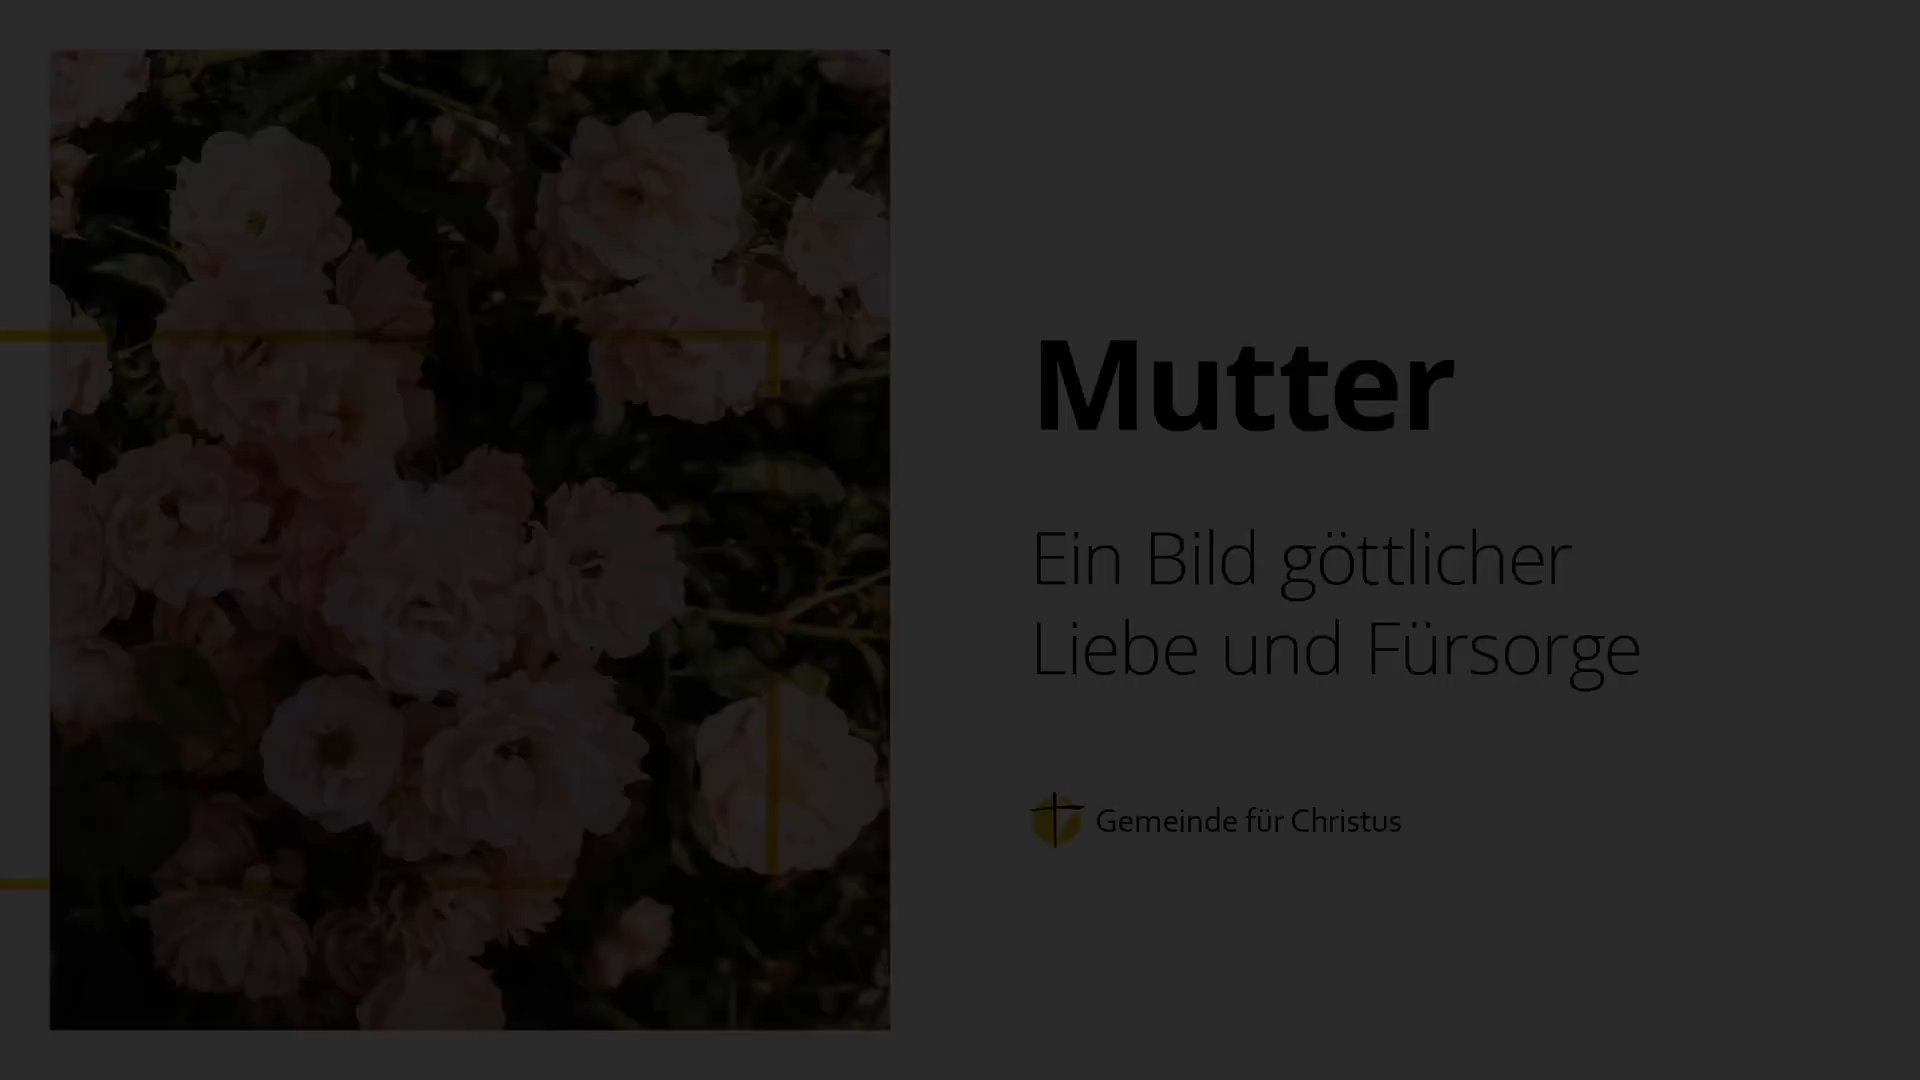 Mutter
Ein Bild göttlicher
Liebe und Fürsorge
Gemeinde für Christus